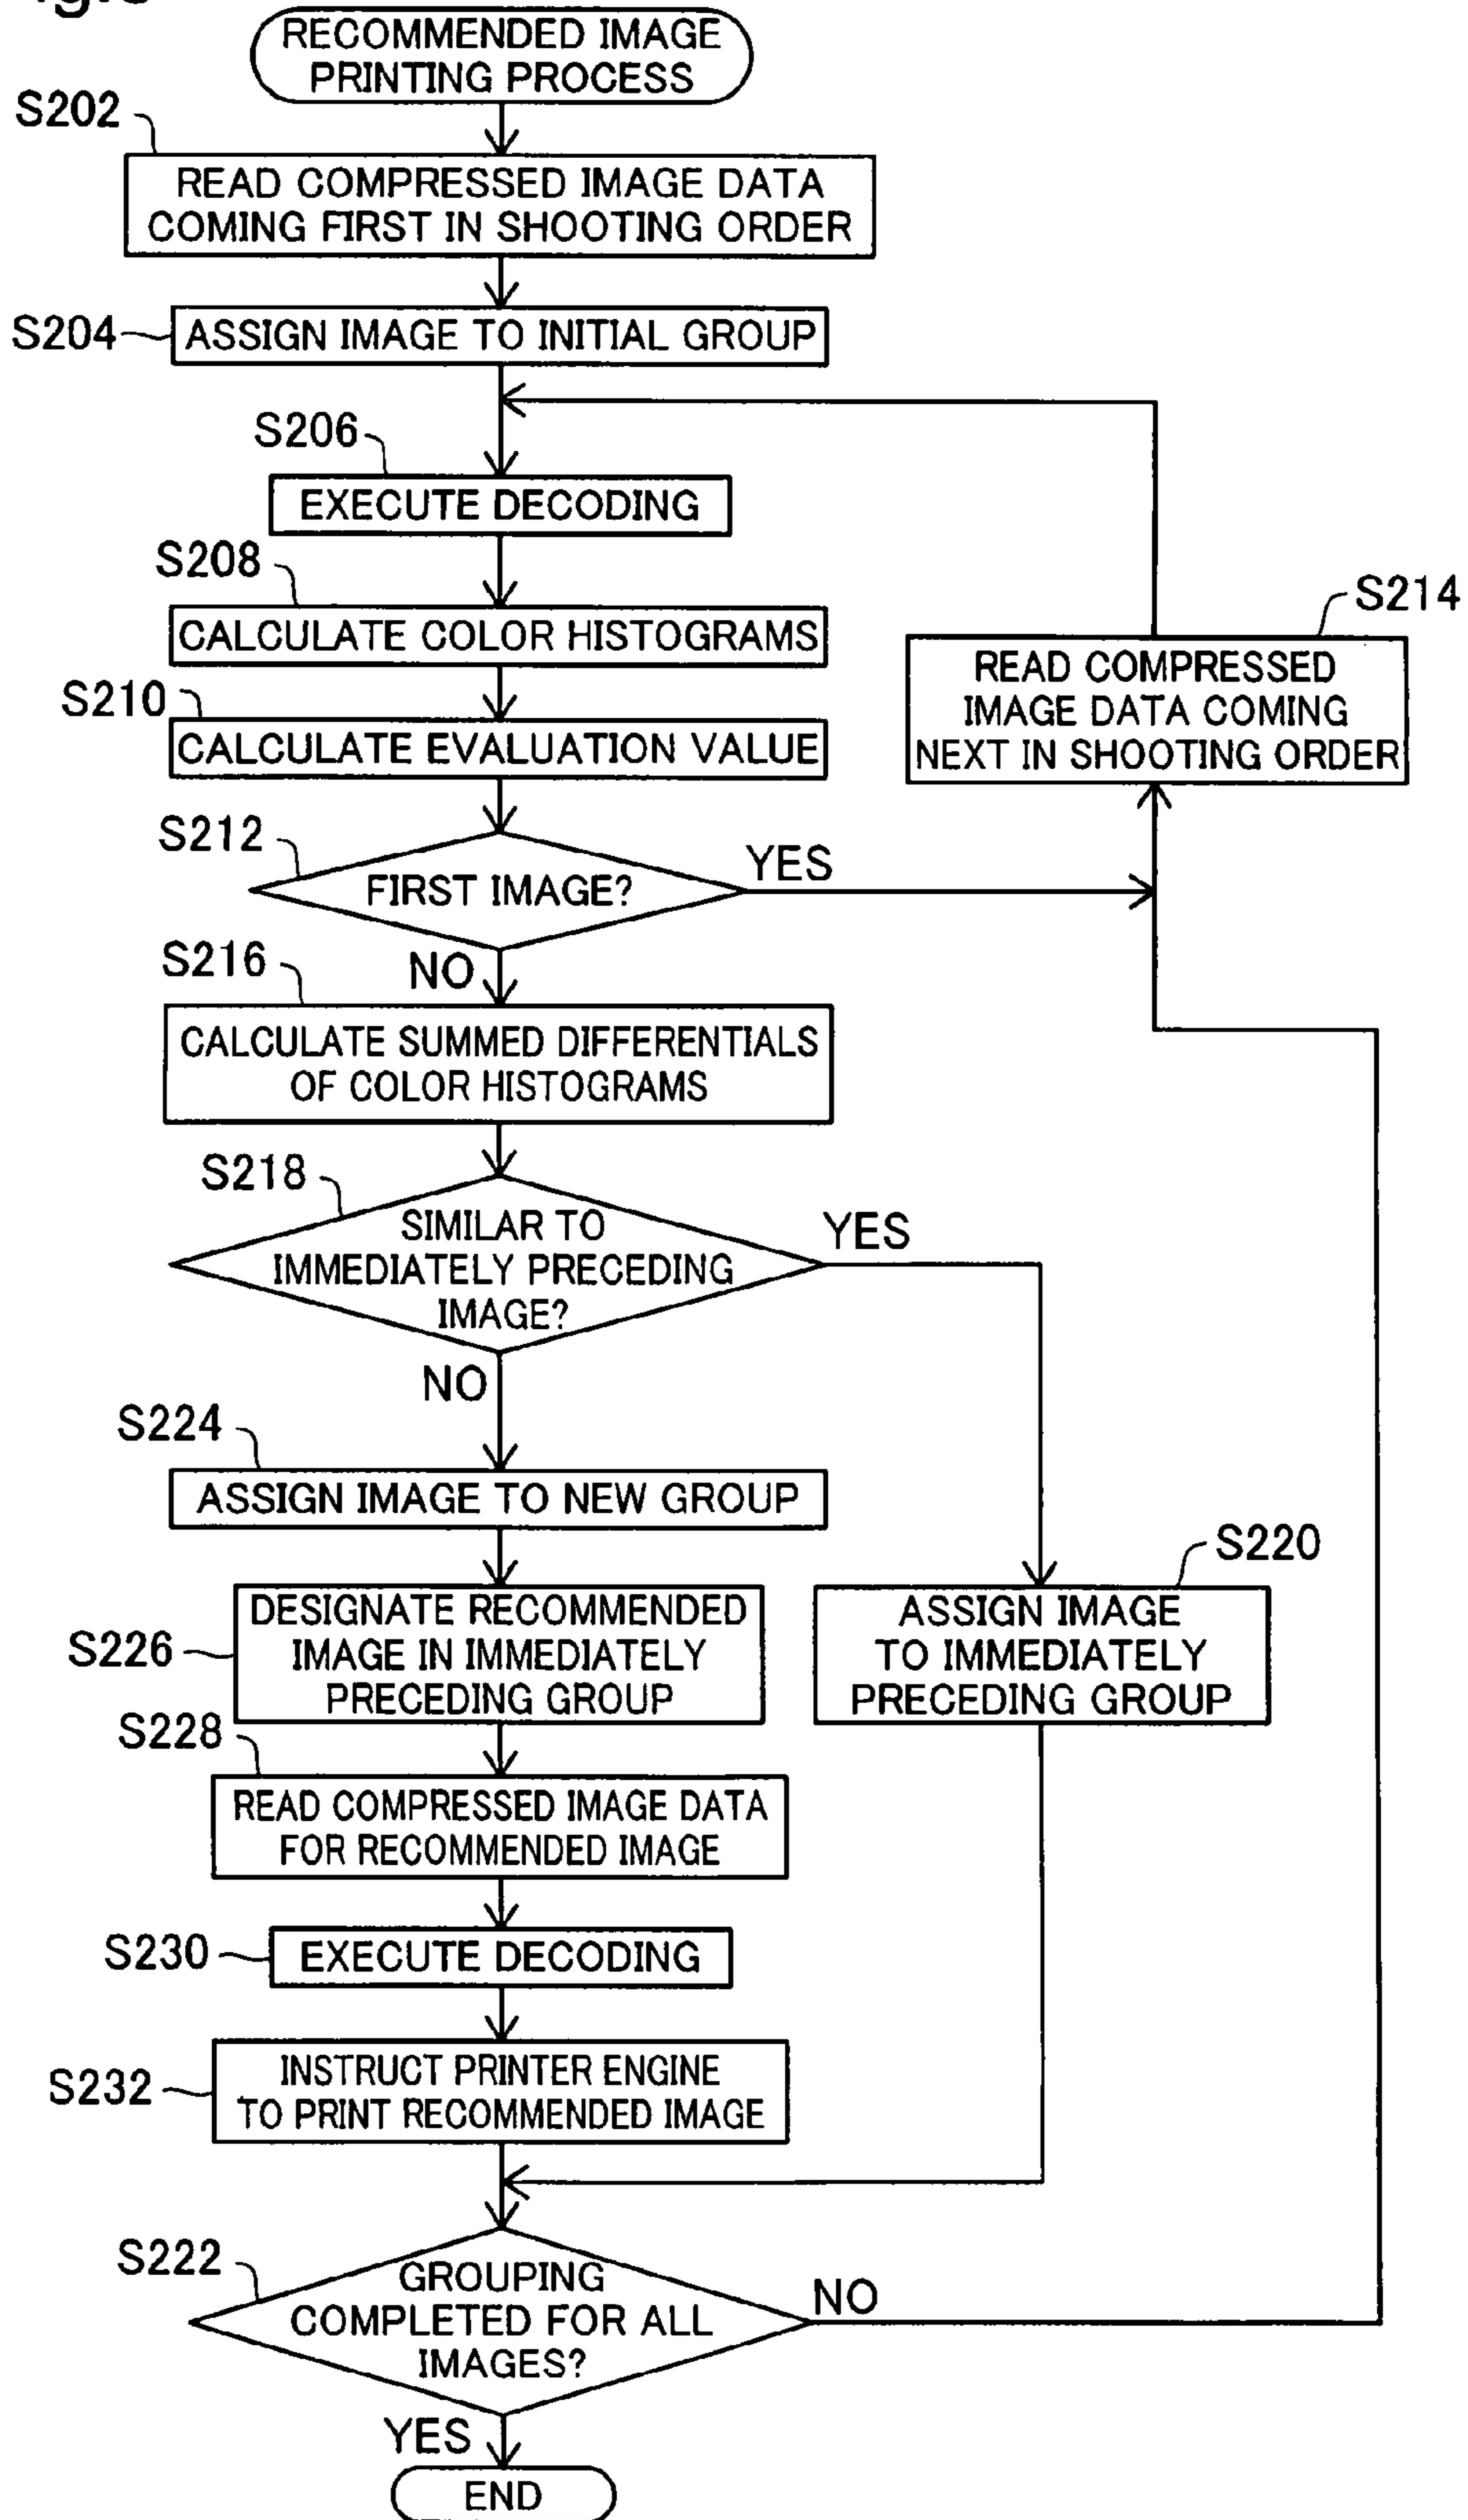 RECOMMENDED IMAGE
PRINTING PROCESS
S202
READ COMPRESSED IMAGE DATA
COMING FIRST IN SHOOTING ORDER
S204
ASSIGN IMAGE TO INITIAL GROUP
S206
EXECUTE DECODING
S208
CALCULATE COLOR HISTOGRAMS
S214
READ COMPRESSED
IMAGE DATA COMING
NEXT IN SHOOTING ORDER
S210
CALCULATE EVALUATION VALUE
S212
FIRST IMAGE?
YES
NO
S216
CALCULATE SUMMED DIFFERENTIALS
OF COLOR HISTOGRAMS
S218
SIMILAR TO
IMMEDIATELY PRECEDING
IMAGE?
YES
NO
S224
ASSIGN IMAGE TO NEW GROUP
S220
ASSIGN IMAGE
TO IMMEDIATELY
PRECEDING GROUP
S226
DESIGNATE RECOMMENDED
IMAGE IN IMMEDIATELY
PRECEDING GROUP
S228
READ COMPRESSED IMAGE DATA
FOR RECOMMENDED IMAGE
S230
EXECUTE DECODING
S232
INSTRUCT PRINTER ENGINE
TO PRINT RECOMMENDED IMAGE
S222
GROUPING
COMPLETED FOR ALL
IMAGES?
NO
YES
END